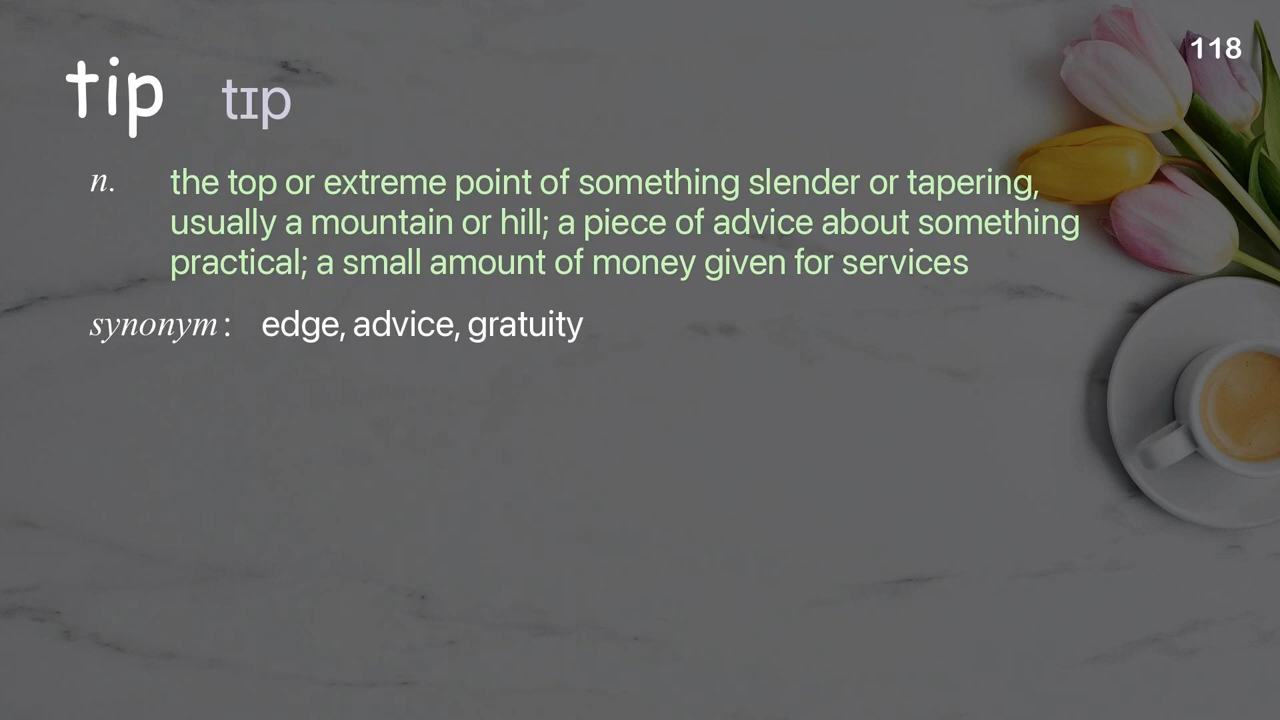 118
tip tɪp
n. the top or extreme point of something slender or tapering,
usually a mountain or hill; a piece of advice about something
practical; a small amount of money given for services
synonym: edge, advice, gratuity